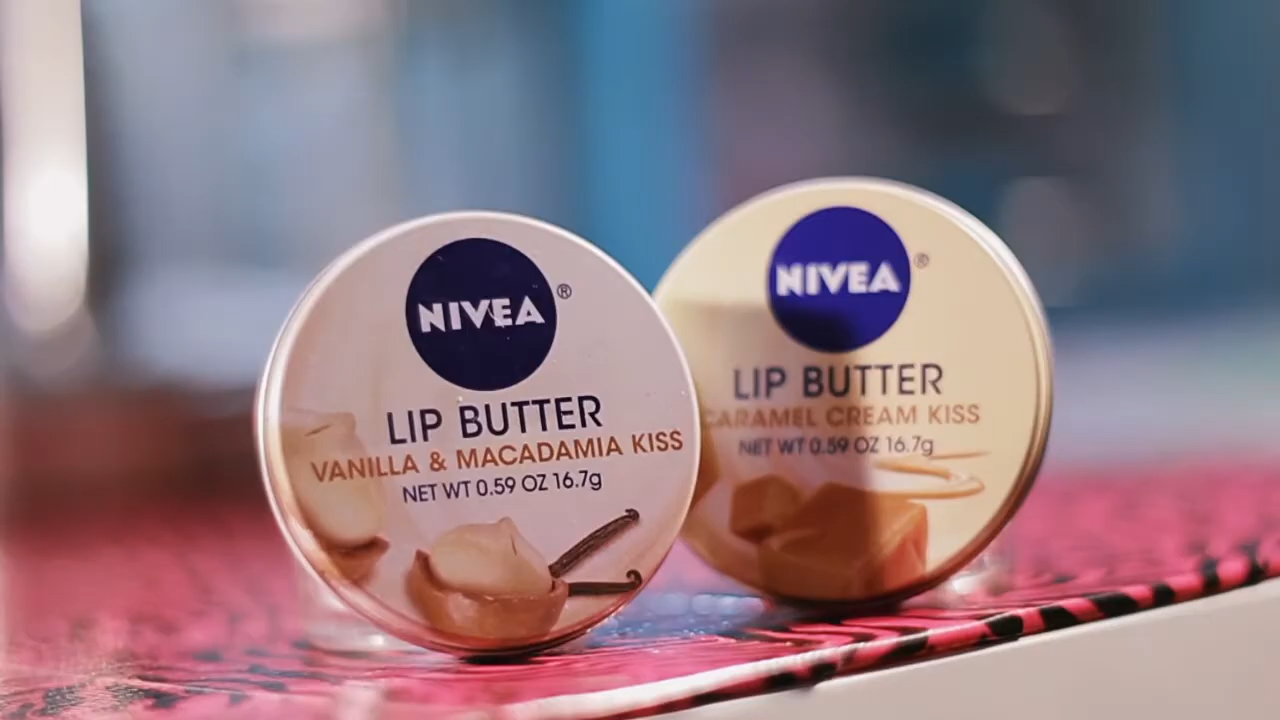 NIVEA
®
LIP BUTTER
VANILLA & MACADAMIA KISS
NET WT 0.59 OZ 16.7g
NIVEA
®
LIP BUTTER
CARAMEL CREAM KISS
NET WT 0.59 OZ 16.7g